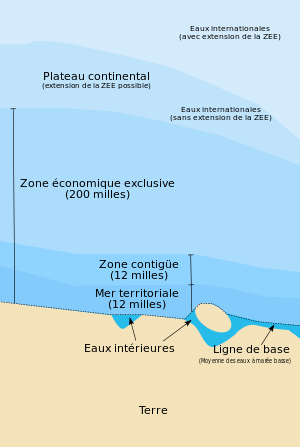 Eaux internationales
(avec extension de la ZEE)
Plateau continental
(extension de la ZEE possible)
Eaux internationales
(sans extension de la ZEE)
Zone économique exclusive
(200 milles)
Zone contigüe
(12 milles)
Mer territoriale
(12 milles)
Eaux intérieures
Ligne de base
(Moyenne des eaux à marée basse)
Terre